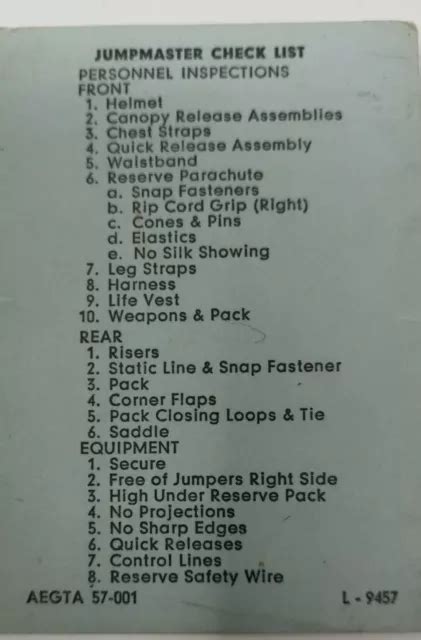 JUMPMASTER CHECK LIST
PERSONNEL INSPECTIONS
FRONT
1. Helmet
2. Canopy Release Assemblies
3. Chest Straps
4. Quick Release Assembly
5. Waistband
6. Reserve Parachute
a. Snap Fasteners
b. Rip Cord Grip (Right)
c. Cones & Pins
d. Elastics
e. No Silk Showing
7. Leg Straps
8. Harness
9. Life Vest
10. Weapons & Pack
REAR
1. Risers
2. Static Line & Snap Fastener
3. Pack
4. Corner Flaps
5. Pack Closing Loops & Tie
6. Saddle
EQUIPMENT
1. Secure
2. Free of Jumpers Right Side
3. High Under Reserve Pack
4. No Projections
5. No Sharp Edges
6. Quick Releases
7. Control Lines
8. Reserve Safety Wire
AEGTA 57-001 L - 9457